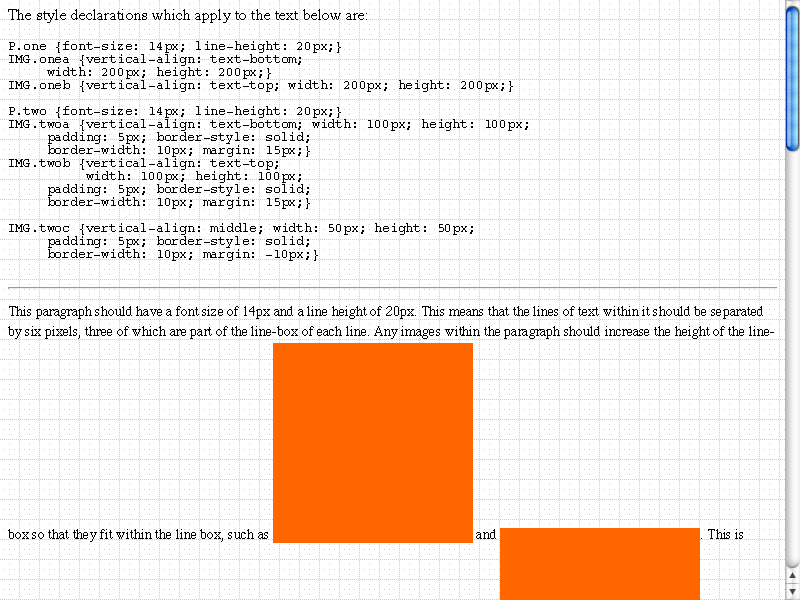 The style declarations which apply to the text below are:
P.one {font-size: 14px; line-height: 20px;}
IMG.onea {vertical-align: text-bottom;
width: 200px; height: 200px;}
IMG.oneb {vertical-align: text-top; width: 200px; height: 200px;}
P.two {font-size: 14px; line-height: 20px;}
IMG.twoa {vertical-align: text-bottom; width: 100px; height: 100px;
padding: 5px; border-style: solid;
border-width: 10px; margin: 15px;}
IMG.twob {vertical-align: text-top;
width: 100px; height: 100px;
padding: 5px; border-style: solid;
border-width: 10px; margin: 15px;}
IMG.twoc {vertical-align: middle; width: 50px; height: 50px;
padding: 5px; border-style: solid;
border-width: 10px; margin: -10px;}
This paragraph should have a font size of 14px and a line height of 20px. This means that the lines of text within it should be separated
by six pixels, three of which are part of the line-box of each line. Any images within the paragraph should increase the height of the line-
box so that they fit within the line box, such as and . This is